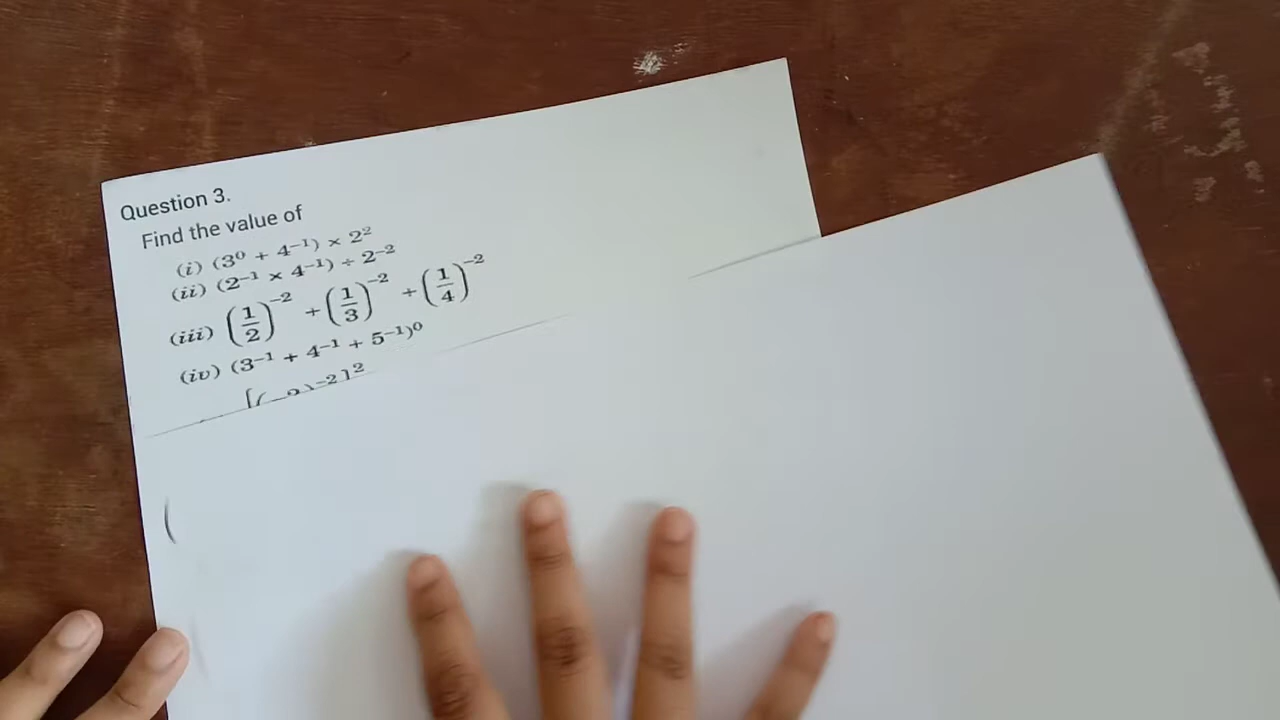 Question 3.
Find the value of
(i) (3⁰ + 4⁻¹) × 2²
(ii) (2⁻¹ × 4⁻¹) ÷ 2⁻²
(iii) (1/2)⁻² + (1/3)⁻² + (1/4)⁻²
(iv) (3⁻¹ + 4⁻¹ + 5⁻¹)⁰